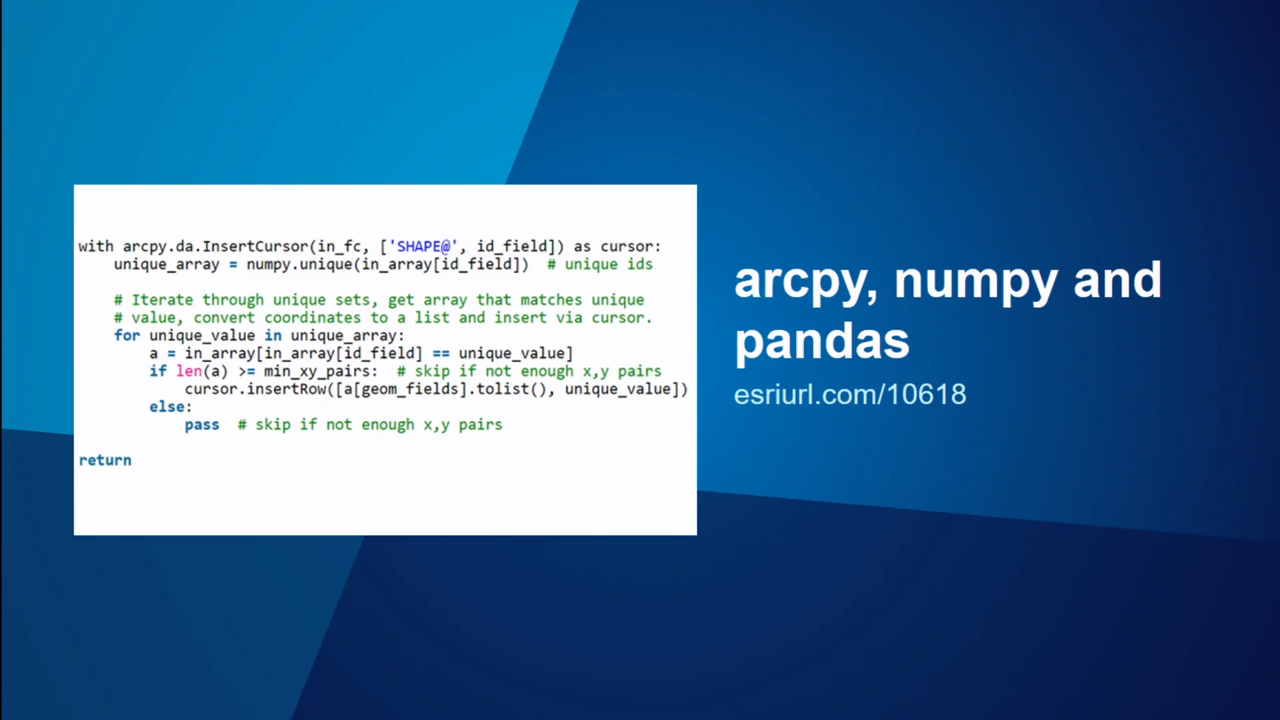 with arcpy.da.InsertCursor(in_fc, ['SHAPE@', id_field]) as cursor:
    unique_array = numpy.unique(in_array[id_field])  # unique ids

    # Iterate through unique sets, get array that matches unique
    # value, convert coordinates to a list and insert via cursor.
    for unique_value in unique_array:
        a = in_array[in_array[id_field] == unique_value]
        if len(a) >= min_xy_pairs:  # skip if not enough x,y pairs
            cursor.insertRow([a[geom_fields].tolist(), unique_value])
        else:
            pass  # skip if not enough x,y pairs

return
arcpy, numpy and
pandas
esriurl.com/10618